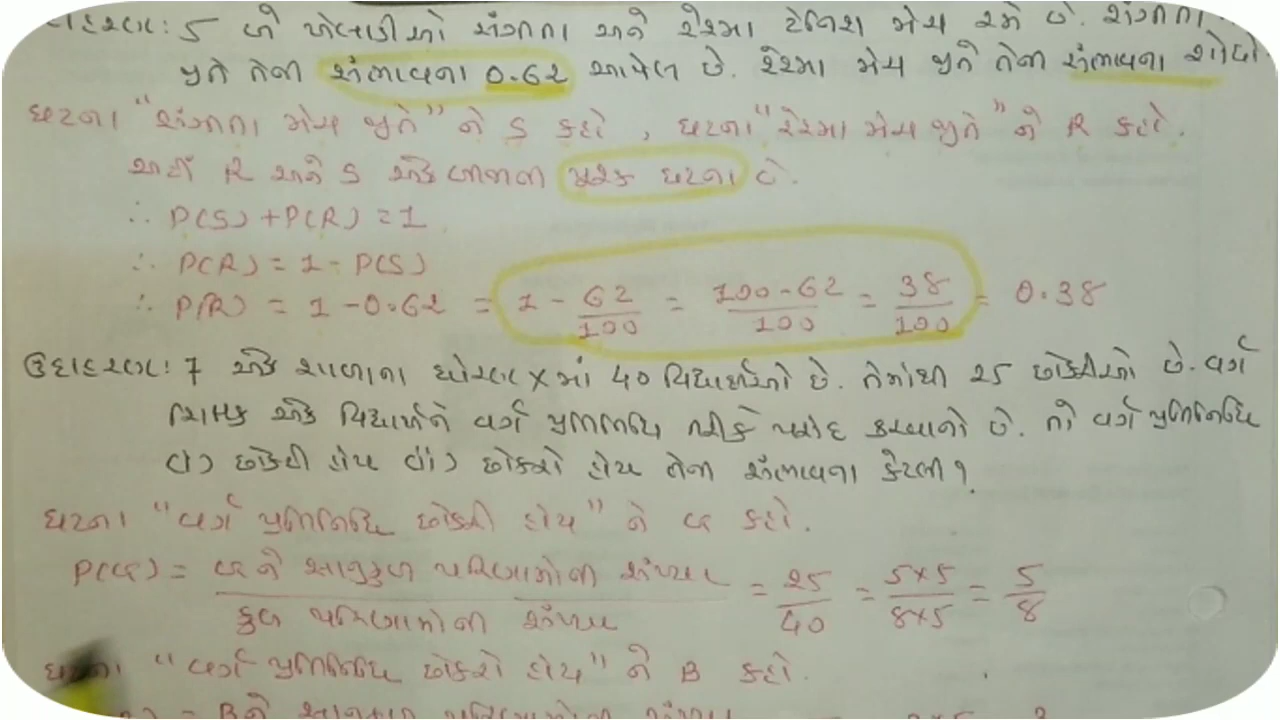 ઉદાહરણ: 5 બે ખેલાડીઓ સંગીતા અને રેશ્મા ટેનિસ મેચ રમે છે. સંગીતા
જીતે તેની સંભાવના 0.62 આપેલ છે. રેશ્મા મેચ જીતે તેની સંભાવના શોધો
ઘટના "સંગીતા મેચ જીતે" ને S કહો , ઘટના "રેશ્મા મેચ જીતે" ને R કહો.
અહીં R અને S એકબીજાની પૂરક ઘટના છે.
∴ P(S) + P(R) = 1
∴ P(R) = 1 - P(S)
∴ P(R) = 1 - 0.62 = 1 - 62/100 = 100-62/100 = 38/100 = 0.38
ઉદાહરણ: 7 એક શાળાના ધોરણ X માં 40 વિદ્યાર્થીઓ છે. તેમાંથી 25 છોકરીઓ છે. વર્ગ
શિક્ષક એક વિદ્યાર્થીને વર્ગ પ્રતિનિધિ તરીકે પસંદ કરવાનો છે. તો વર્ગ પ્રતિનિધિ
(i) છોકરી હોય (ii) છોકરો હોય તેની સંભાવના કેટલી?
ઘટના "વર્ગ પ્રતિનિધિ છોકરી હોય" ને G કહો.
P(G) = G ને આનુકુળ પરિણામોની સંખ્યા / કુલ પરિણામોની સંખ્યા = 25/40 = 5×5/8×5 = 5/8
ઘટના "વર્ગ પ્રતિનિધિ છોકરો હોય" ને B કહો.
= B ને